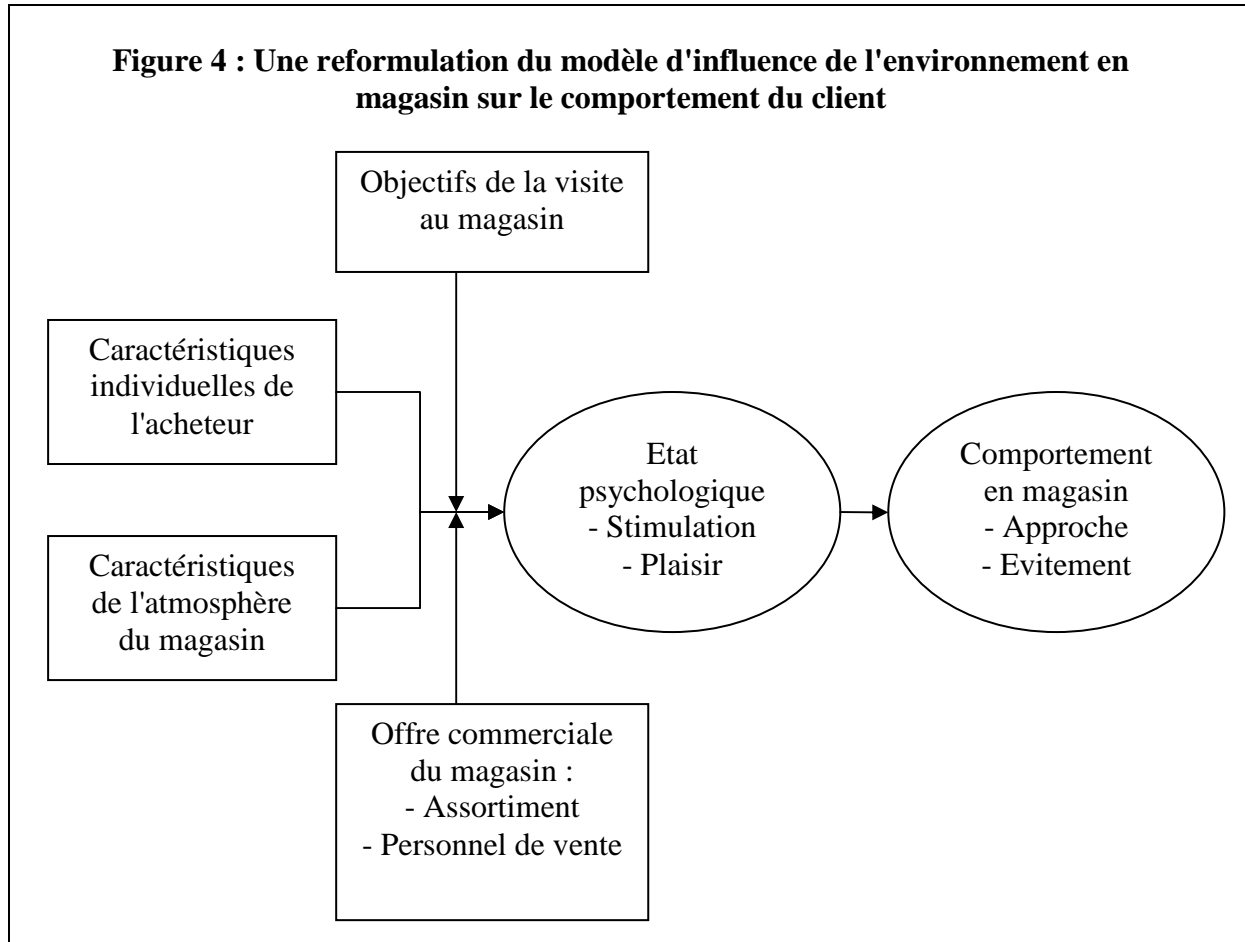 Figure 4 : Une reformulation du modèle d'influence de l'environnement en
magasin sur le comportement du client
Objectifs de la visite
au magasin
Caractéristiques
individuelles de
l'acheteur
Etat
psychologique
- Stimulation
- Plaisir
Comportement
en magasin
- Approche
- Evitement
Caractéristiques
de l'atmosphère
du magasin
Offre commerciale
du magasin :
- Assortiment
- Personnel de vente